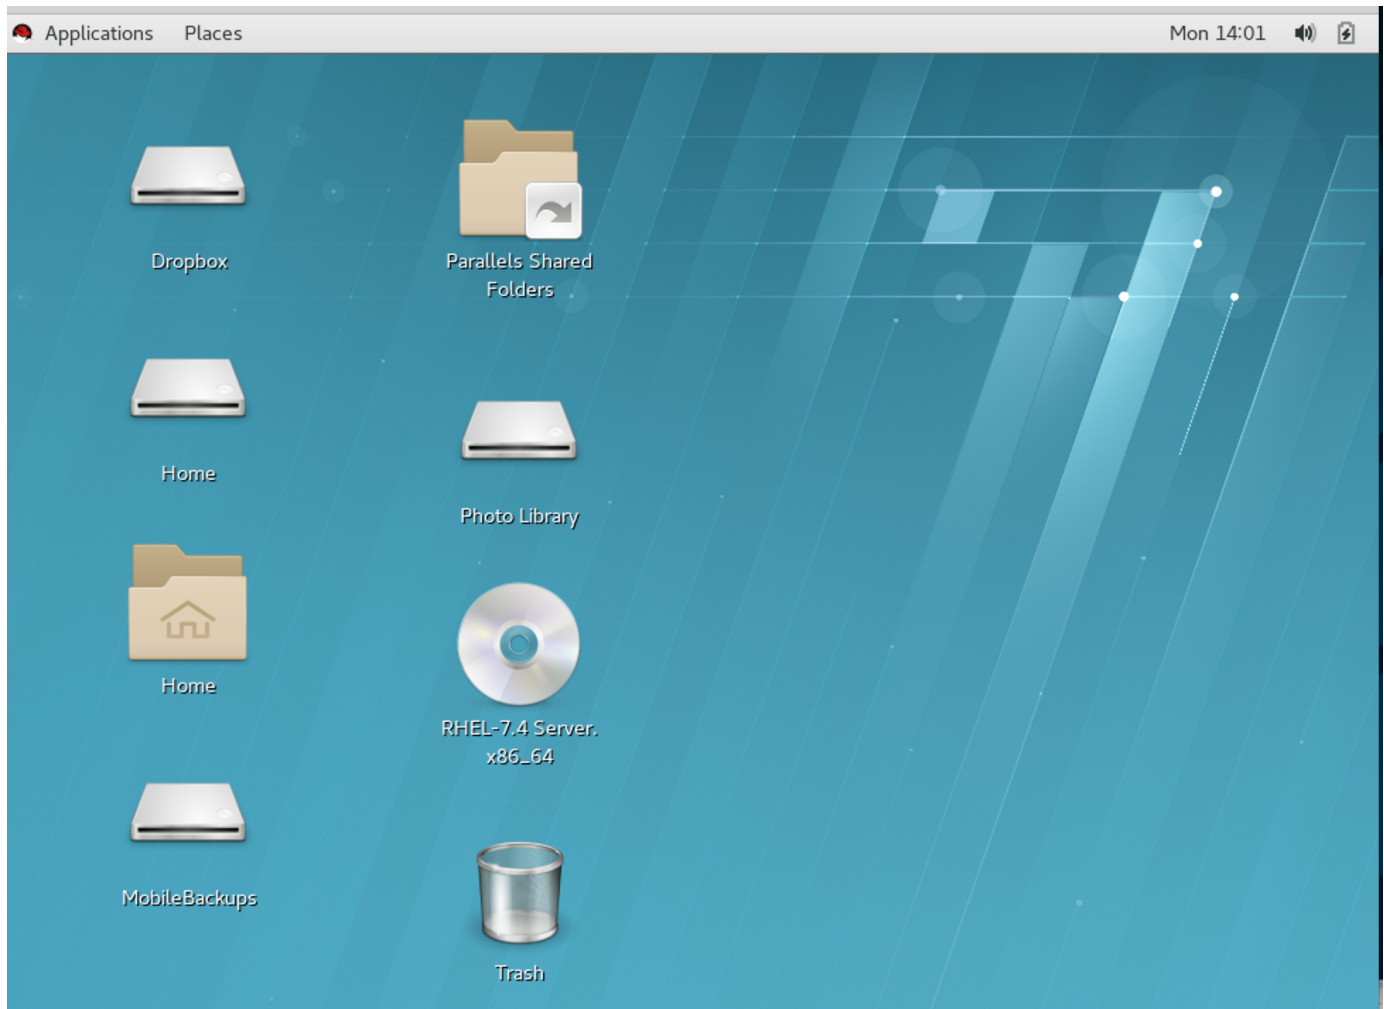 Applications Places Mon 14:01
Dropbox
Parallels Shared
Folders
Home
Photo Library
Home
RHEL-7.4 Server.
x86_64
MobileBackups
Trash